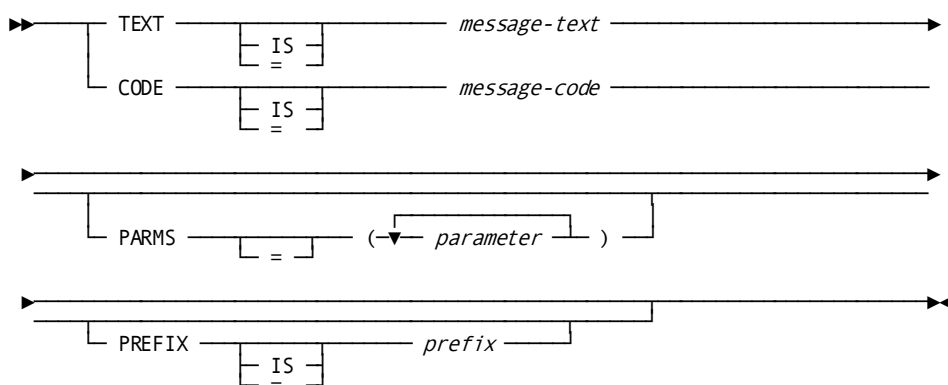 TEXT message-text
IS
=
CODE message-code
IS
=
PARMS ( parameter )
=
PREFIX prefix
IS
=